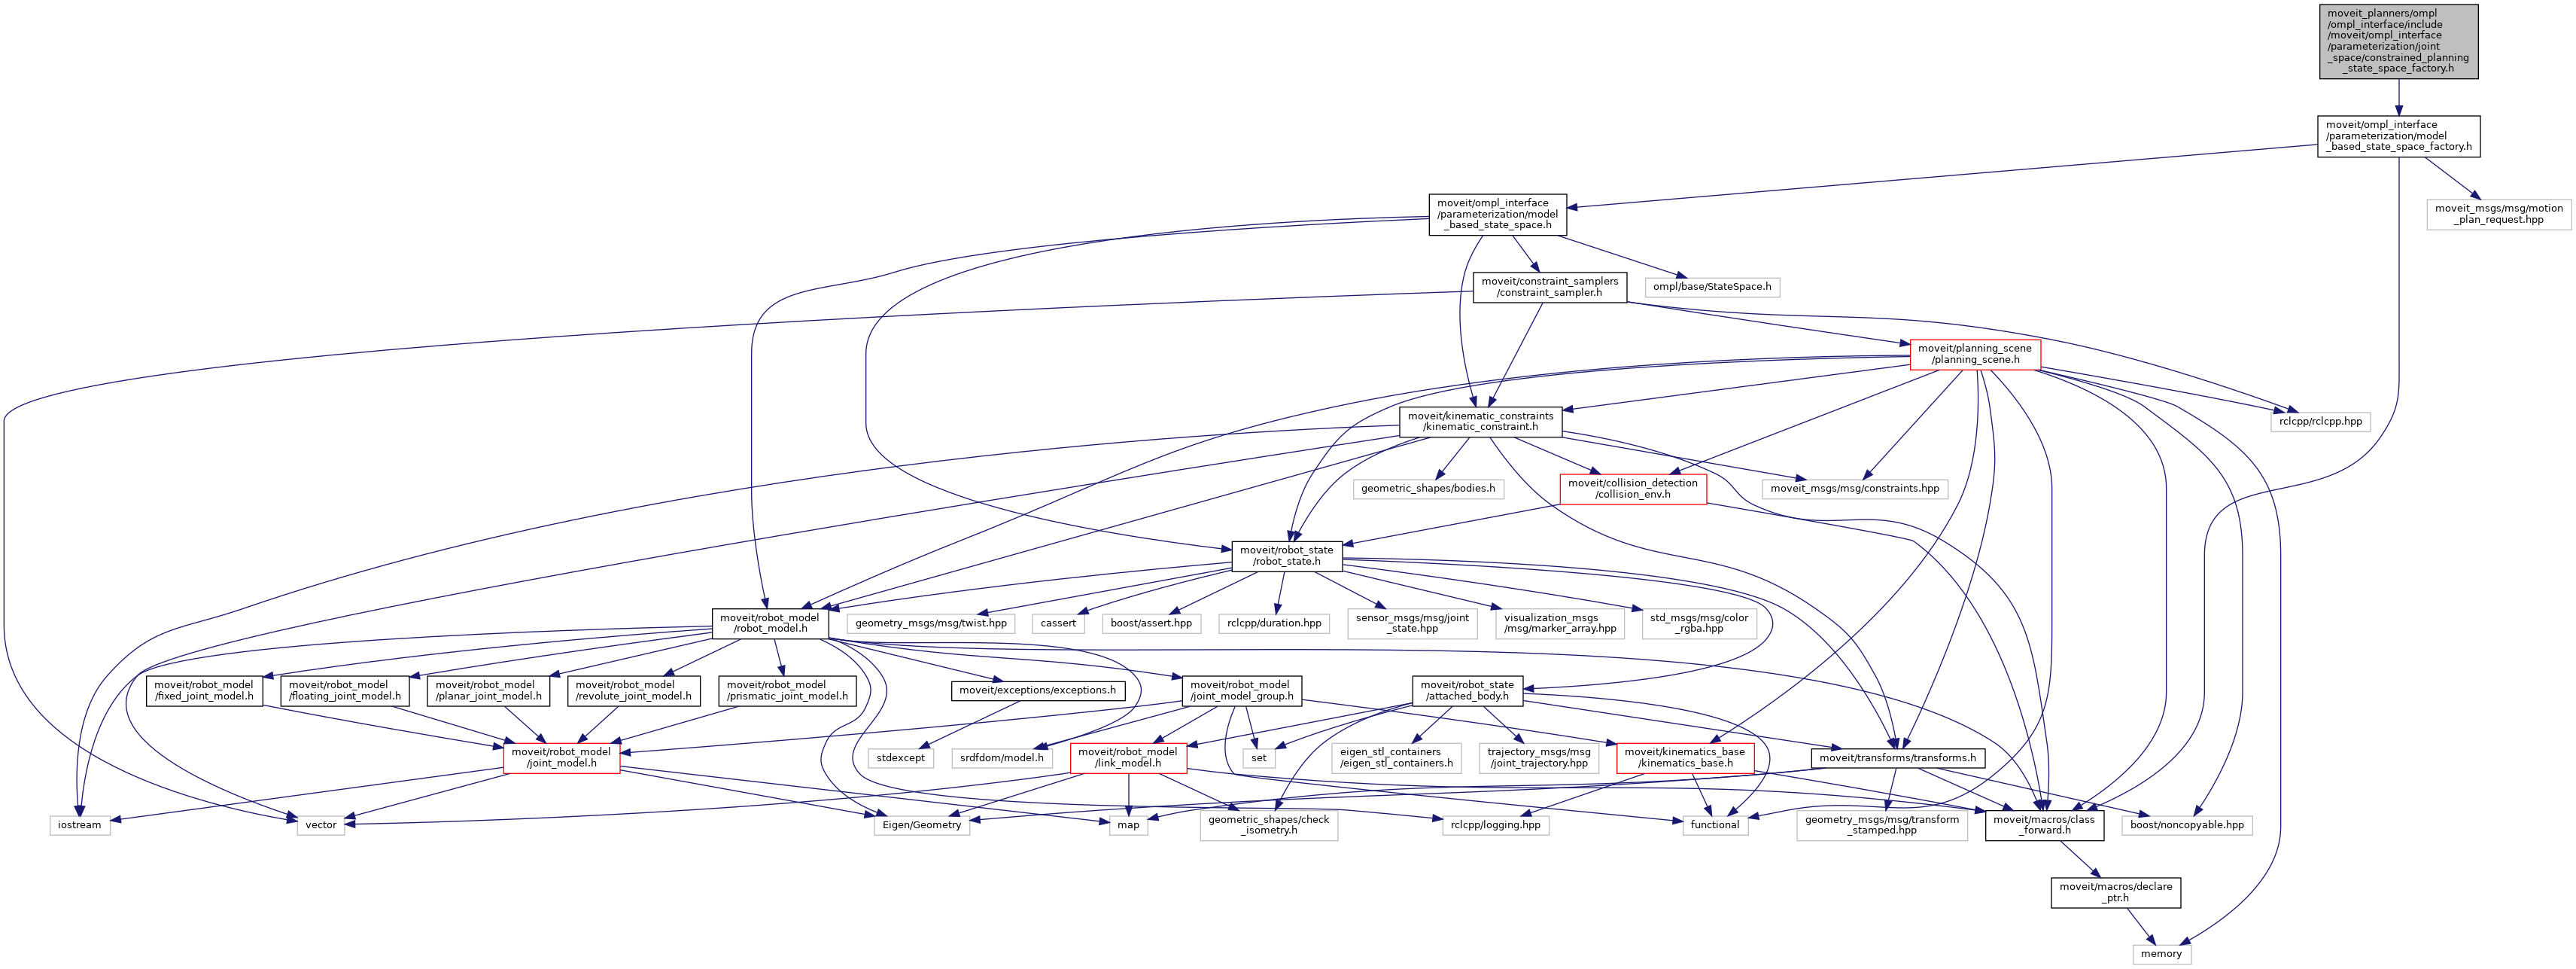 moveit_planners/ompl
/ompl_interface/include
/moveit/ompl_interface
/parameterization/joint
_space/constrained_planning
_state_space_factory.h
moveit/ompl_interface
/parameterization/model
_based_state_space_factory.h
moveit/ompl_interface
/parameterization/model
_based_state_space.h
moveit_msgs/msg/motion
_plan_request.hpp
moveit/constraint_samplers
/constraint_sampler.h
ompl/base/StateSpace.h
moveit/planning_scene
/planning_scene.h
moveit/kinematic_constraints
/kinematic_constraint.h
rclcpp/rclcpp.hpp
geometric_shapes/bodies.h
moveit/collision_detection
/collision_env.h
moveit_msgs/msg/constraints.hpp
moveit/robot_state
/robot_state.h
moveit/robot_model
/robot_model.h
geometry_msgs/msg/twist.hpp
cassert
boost/assert.hpp
rclcpp/duration.hpp
sensor_msgs/msg/joint
_state.hpp
visualization_msgs
/msg/marker_array.hpp
std_msgs/msg/color
_rgba.hpp
moveit/robot_model
/fixed_joint_model.h
moveit/robot_model
/floating_joint_model.h
moveit/robot_model
/planar_joint_model.h
moveit/robot_model
/revolute_joint_model.h
moveit/robot_model
/prismatic_joint_model.h
moveit/exceptions/exceptions.h
moveit/robot_model
/joint_model_group.h
moveit/robot_state
/attached_body.h
moveit/robot_model
/joint_model.h
stdexcept
srdfdom/model.h
moveit/robot_model
/link_model.h
set
eigen_stl_containers
/eigen_stl_containers.h
trajectory_msgs/msg
/joint_trajectory.hpp
moveit/kinematics_base
/kinematics_base.h
moveit/transforms/transforms.h
iostream
vector
Eigen/Geometry
map
geometric_shapes/check
_isometry.h
rclcpp/logging.hpp
functional
geometry_msgs/msg/transform
_stamped.hpp
moveit/macros/class
_forward.h
boost/noncopyable.hpp
moveit/macros/declare
_ptr.h
memory